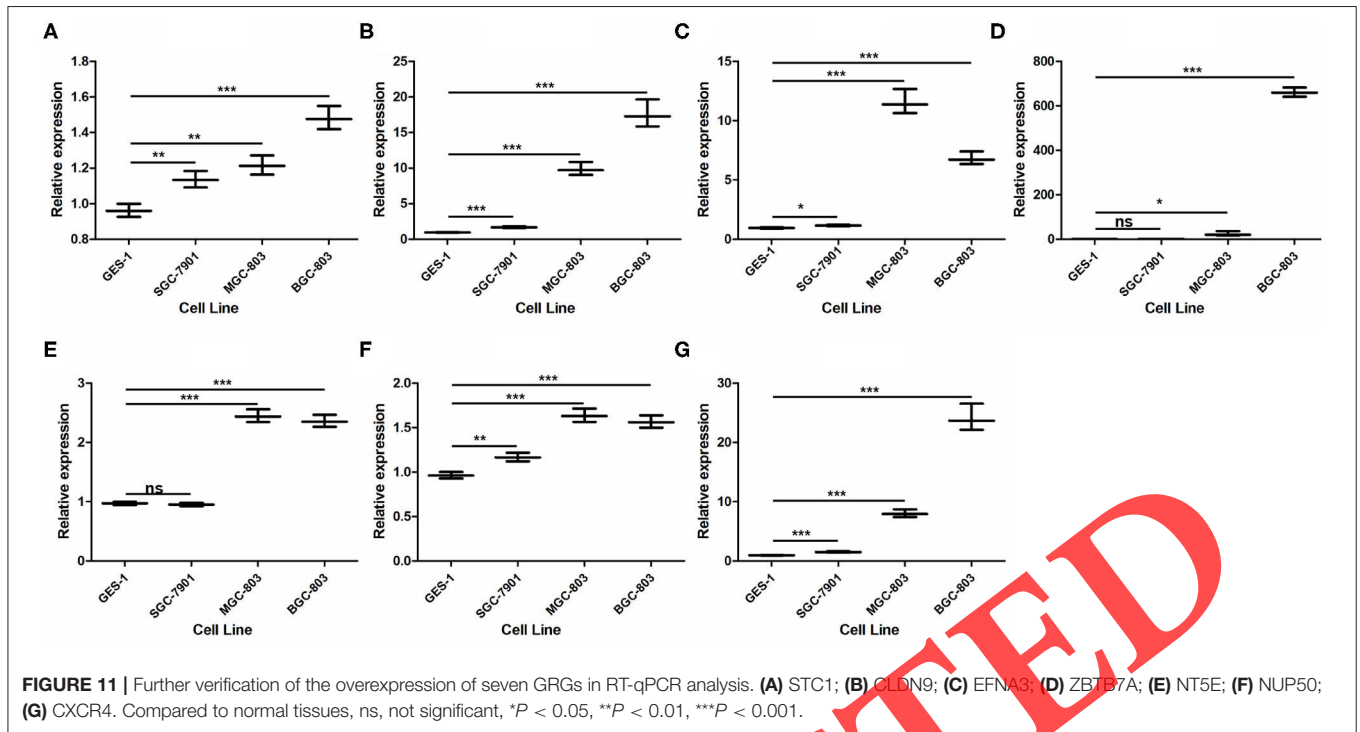 A
Relative expression
1.8
1.6
1.4
1.2
1.0
0.8
***
**
**
GES-1
SGC-7901
MGC-803
BGC-803
Cell Line
B
Relative expression
25
20
15
10
5
0
***
***
***
GES-1
SGC-7901
MGC-803
BGC-803
Cell Line
C
Relative expression
15
10
5
0
***
***
*
GES-1
SGC-7901
MGC-803
BGC-803
Cell Line
D
Relative expression
800
600
400
200
0
***
*
ns
GES-1
SGC-7901
MGC-803
BGC-803
Cell Line
E
Relative expression
3
2
1
0
***
***
ns
GES-1
SGC-7901
MGC-803
BGC-803
Cell Line
F
Relative expression
2.0
1.5
1.0
0.5
0.0
***
***
**
GES-1
SGC-7901
MGC-803
BGC-803
Cell Line
G
Relative expression
30
20
10
0
***
***
***
GES-1
SGC-7901
MGC-803
BGC-803
Cell Line
TED
FIGURE 11 | Further verification of the overexpression of seven GRGs in RT-qPCR analysis. (A) STC1; (B) CLDN9; (C) EFNA3; (D) ZBTB7A; (E) NT5E; (F) NUP50;
(G) CXCR4. Compared to normal tissues, ns, not significant, *P < 0.05, **P < 0.01, ***P < 0.001.